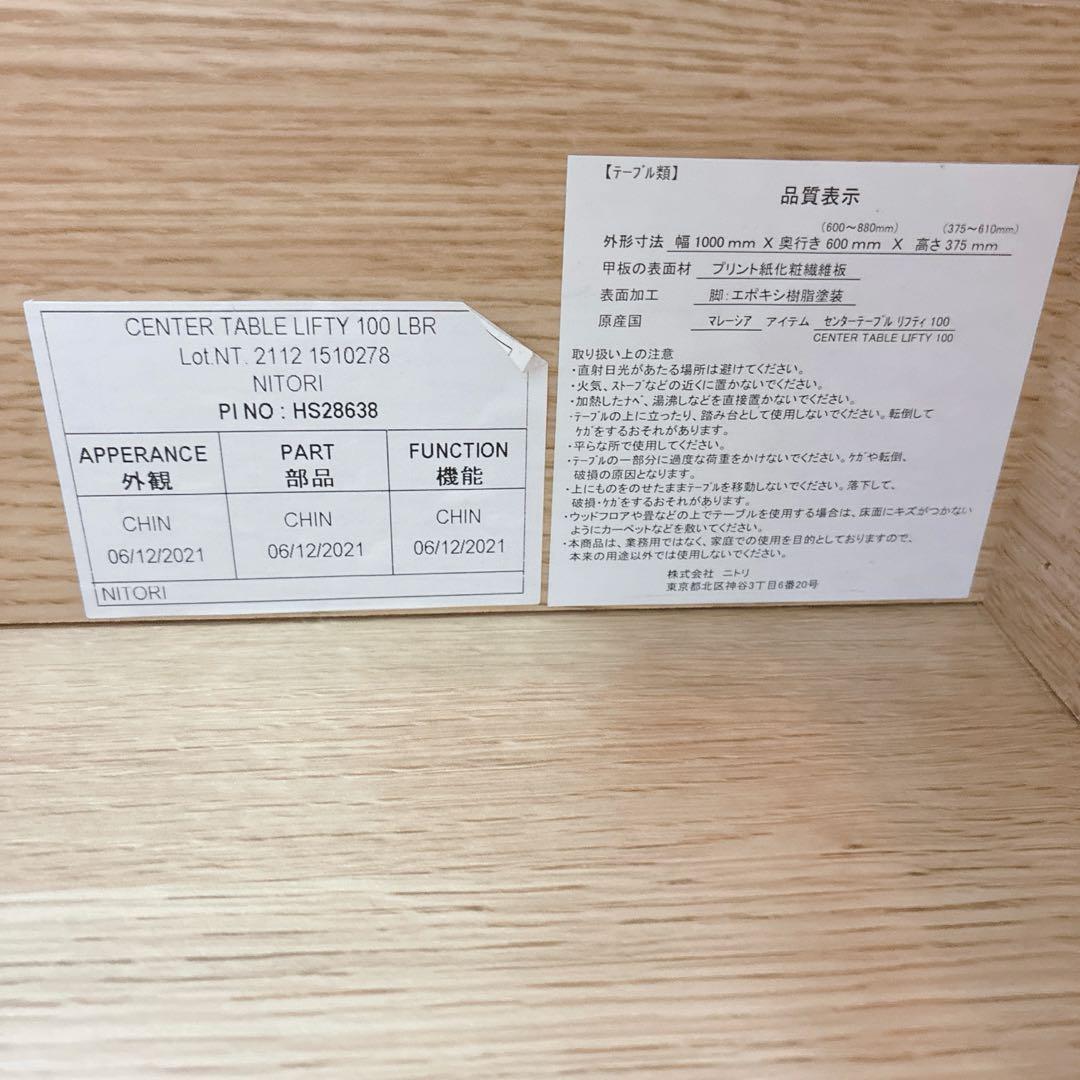 CENTER TABLE LIFTY 100 LBR
Lot.NT. 2112 1510278
NITORI
PI NO : HS28638
APPERANCE PART FUNCTION
外観 部品 機能
CHIN CHIN CHIN
06/12/2021 06/12/2021 06/12/2021
NITORI
【テーブル類】
品質表示
(600～880mm) (375～610mm)
外形寸法 幅 1000 mm X 奥行き 600 mm X 高さ 375 mm
甲板の表面材 プリント紙化粧繊維板
表面加工 脚:エポキシ樹脂塗装
原産国 マレーシア アイテム センターテーブル リフティ 100
CENTER TABLE LIFTY 100
取り扱い上の注意
・直射日光があたる場所は避けてください。
・火気、ストーブなどの近くに置かないでください。
・加熱したナベ、湯沸しなどを直接置かないでください。
・テーブルの上に立ったり、踏み台として使用しないでください。転倒して
ケガをするおそれがあります。
・平らな所で使用してください。
・テーブルの一部分に過度な荷重をかけないでください。ケガや転倒、
破損の原因となります。
・上にものをのせたままテーブルを移動しないでください。落下して、
破損・ケガをするおそれがあります。
・ウッドフロアや畳などの上でテーブルを使用する場合は、床面にキズがつかない
ようにカーペットなどを敷いてください。
・本商品は、業務用ではなく、家庭での使用を目的としておりますので、
本来の用途以外では使用しないでください。
株式会社 ニトリ
東京都北区神谷3丁目6番20号